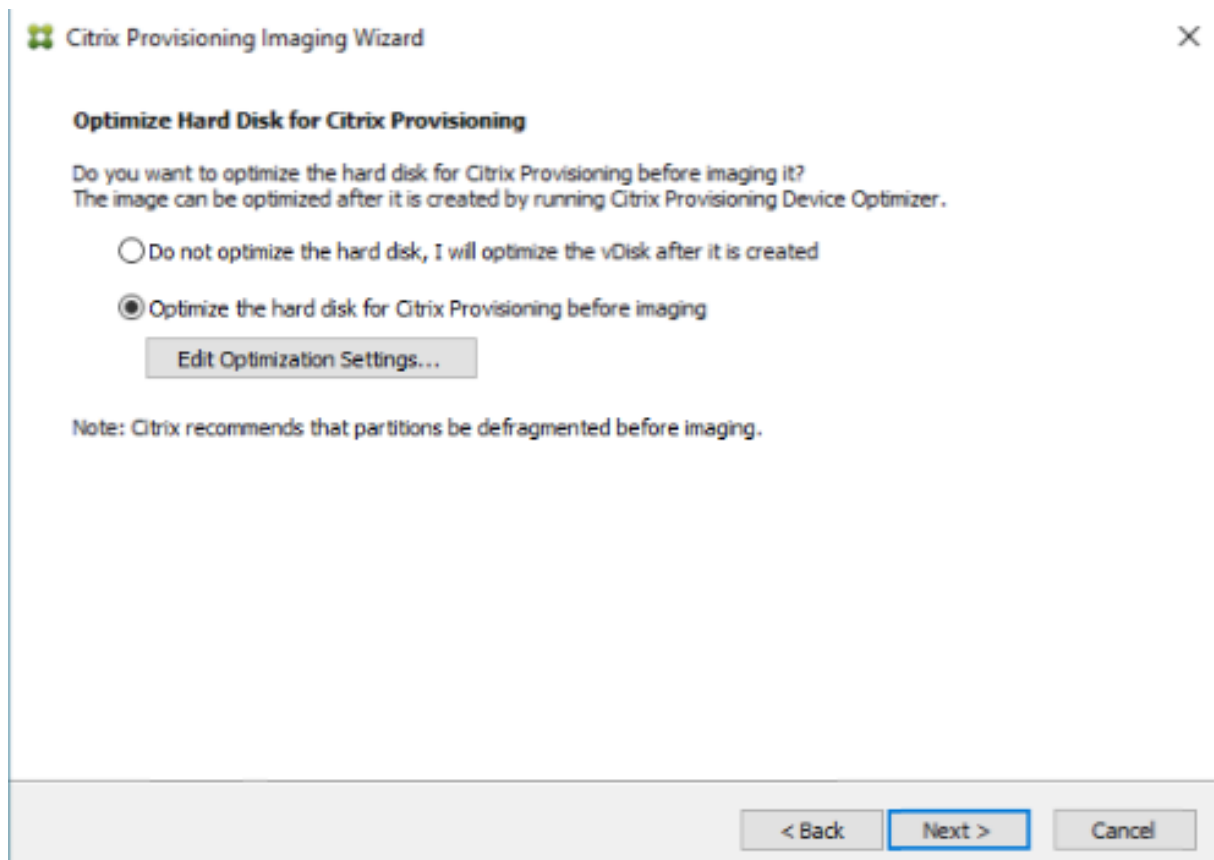 Citrix Provisioning Imaging Wizard
Optimize Hard Disk for Citrix Provisioning
Do you want to optimize the hard disk for Citrix Provisioning before imaging it?
The image can be optimized after it is created by running Citrix Provisioning Device Optimizer.
Do not optimize the hard disk, I will optimize the vDisk after it is created
Optimize the hard disk for Citrix Provisioning before imaging
Edit Optimization Settings...
Note: Citrix recommends that partitions be defragmented before imaging.
< Back Next > Cancel